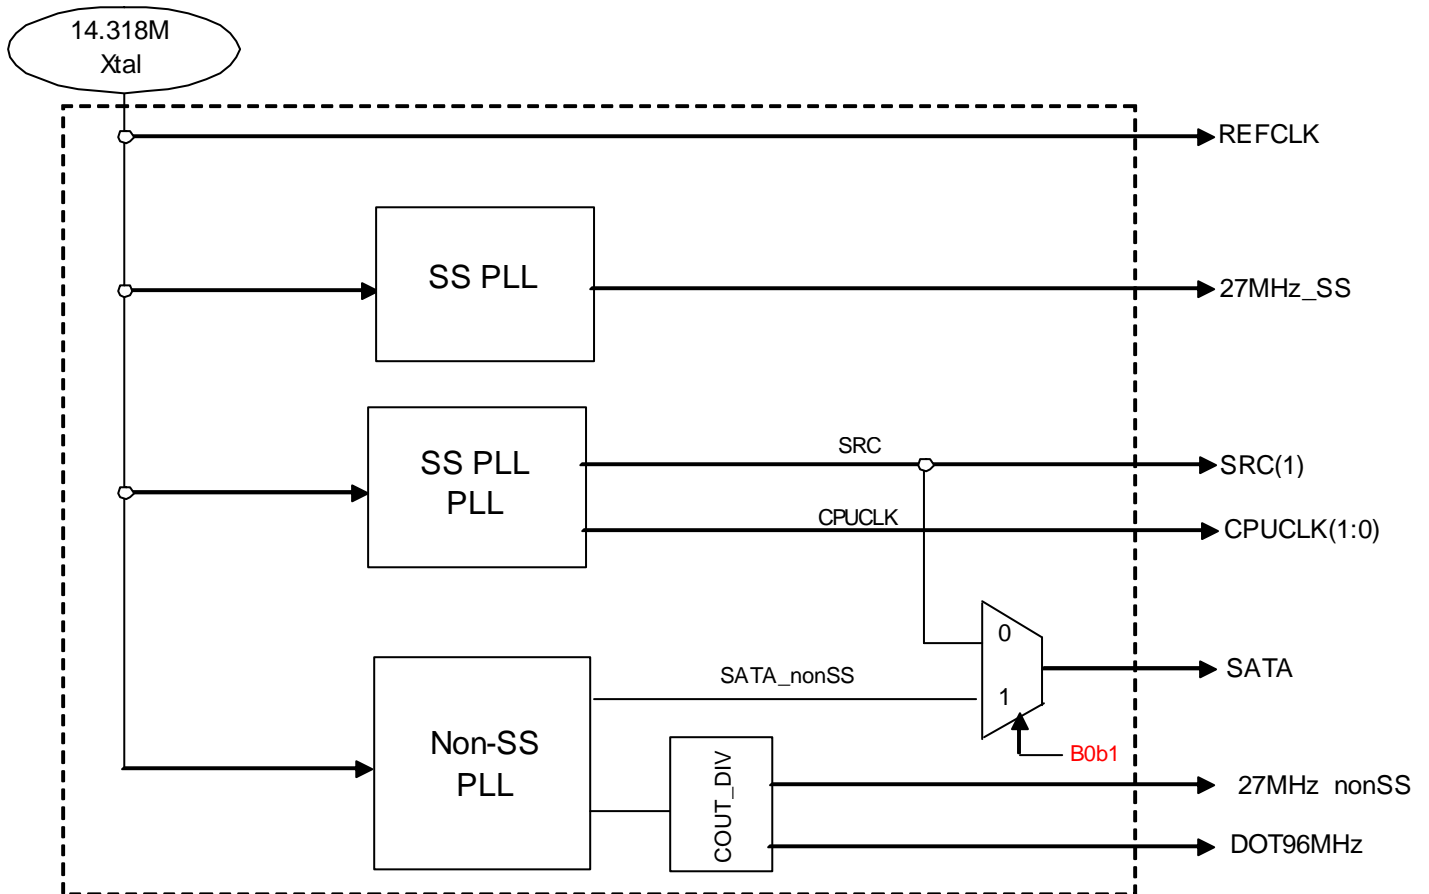 14.318M
Xtal
REFCLK
SS PLL
27MHz_SS
SS PLL
PLL
SRC
SRC(1)
CPUCLK
CPUCLK(1:0)
0
1
SATA
SATA_nonSS
B0b1
Non-SS
PLL
COUT_DIV
27MHz nonSS
DOT96MHz